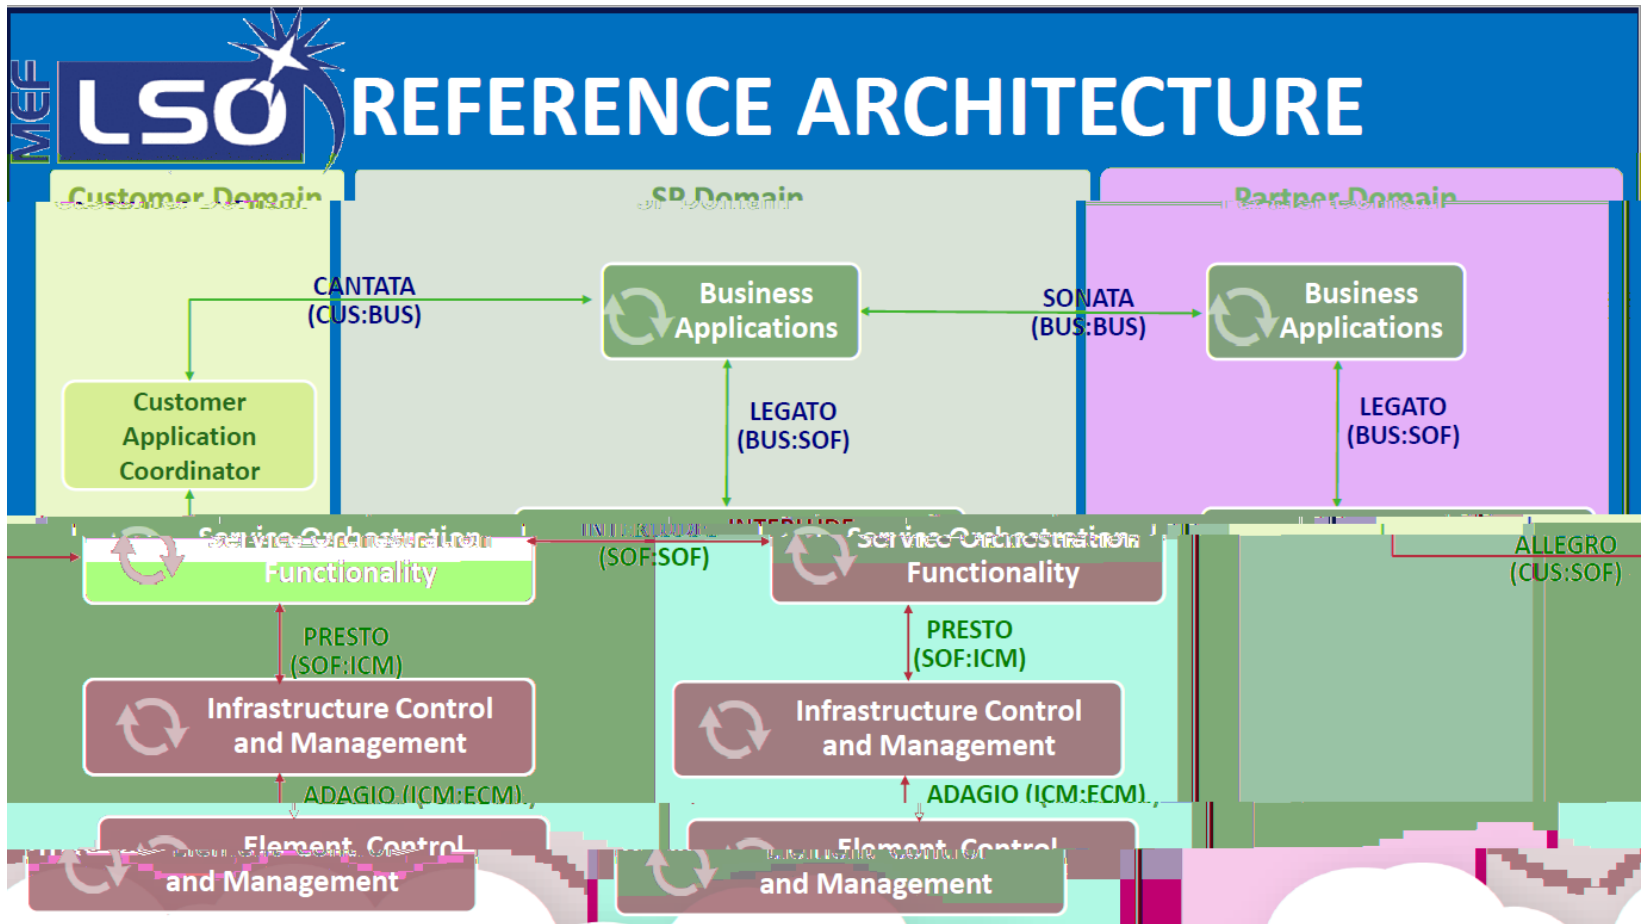 MEF
LSO REFERENCE ARCHITECTURE
Customer Domain
SP Domain
Partner Domain
CANTATA
(CUS:BUS)
Business
Applications
SONATA
(BUS:BUS)
Business
Applications
Customer
Application
Coordinator
LEGATO
(BUS:SOF)
LEGATO
(BUS:SOF)
Service Orchestration
Functionality
INTERLUDE
(SOF:SOF)
Service Orchestration
Functionality
ALLEGRO
(CUS:SOF)
PRESTO
(SOF:ICM)
PRESTO
(SOF:ICM)
Infrastructure Control
and Management
Infrastructure Control
and Management
ADAGIO (ICM:ECM)
ADAGIO (ICM:ECM)
Element Control
and Management
Element Control
and Management